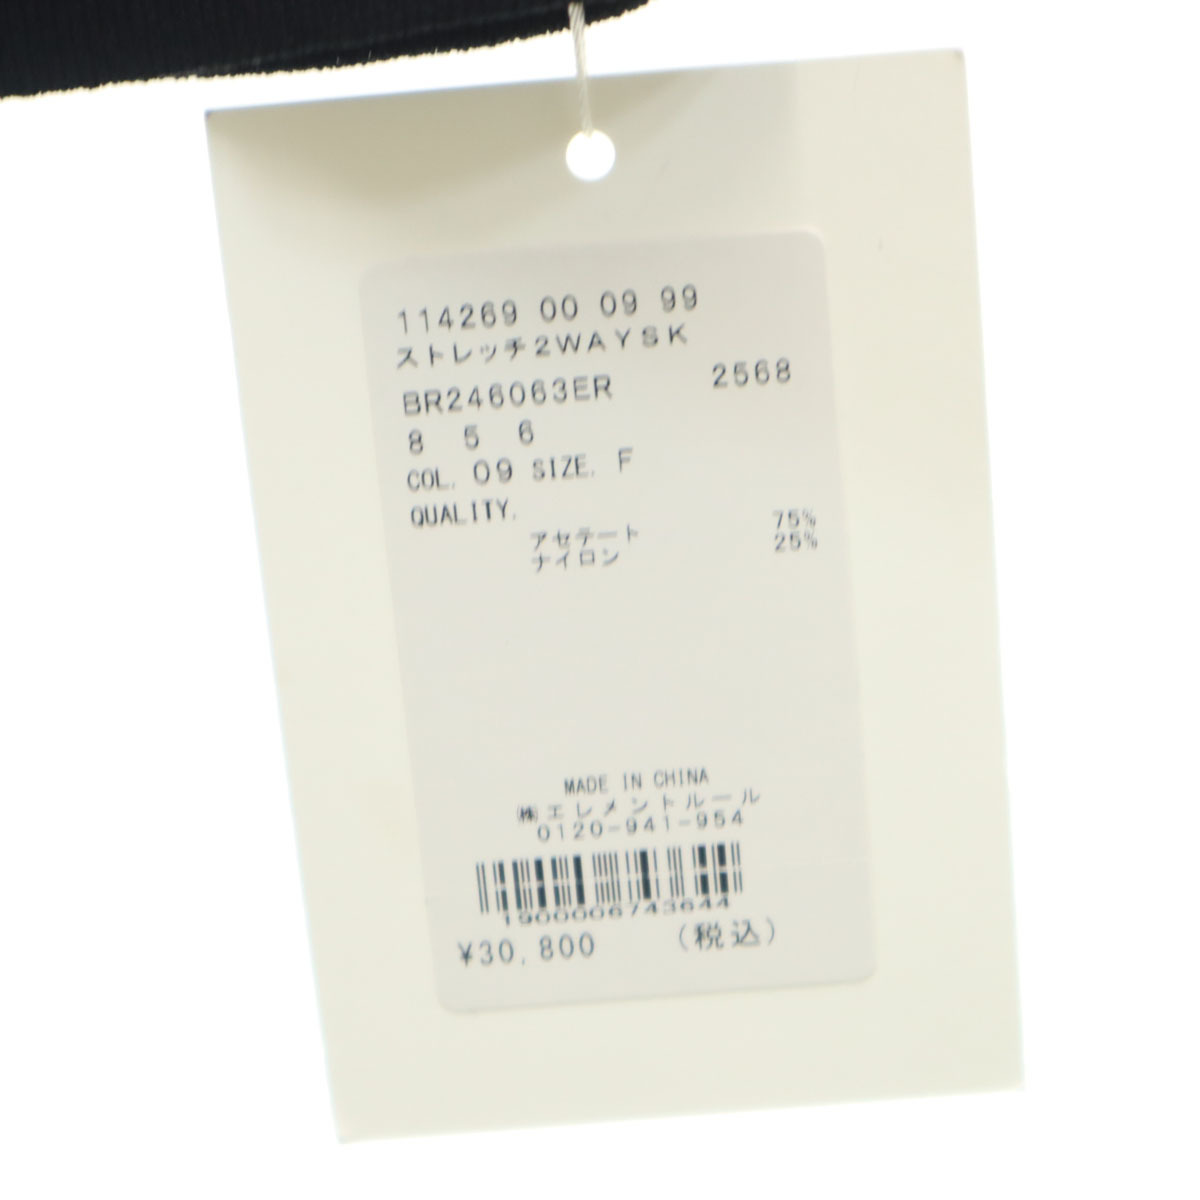 114269 00 09 99
ストレッチ2WAYSK
BR246063ER 2568
8 5 6
COL. 09 SIZE. F
QUALITY.
アセテート 75%
ナイロン 25%
MADE IN CHINA
㈱エレメントルール
0120-941-954
1900006743644
¥30,800 (税込)